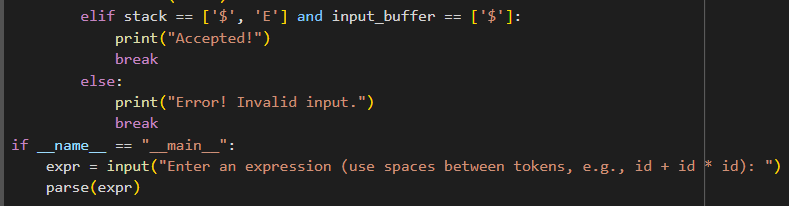 elif stack == ['$', 'E'] and input_buffer == ['$']:
print("Accepted!")
break
else:
print("Error! Invalid input.")
break
if __name__ == "__main__":
expr = input("Enter an expression (use spaces between tokens, e.g., id + id * id): ")
parse(expr)